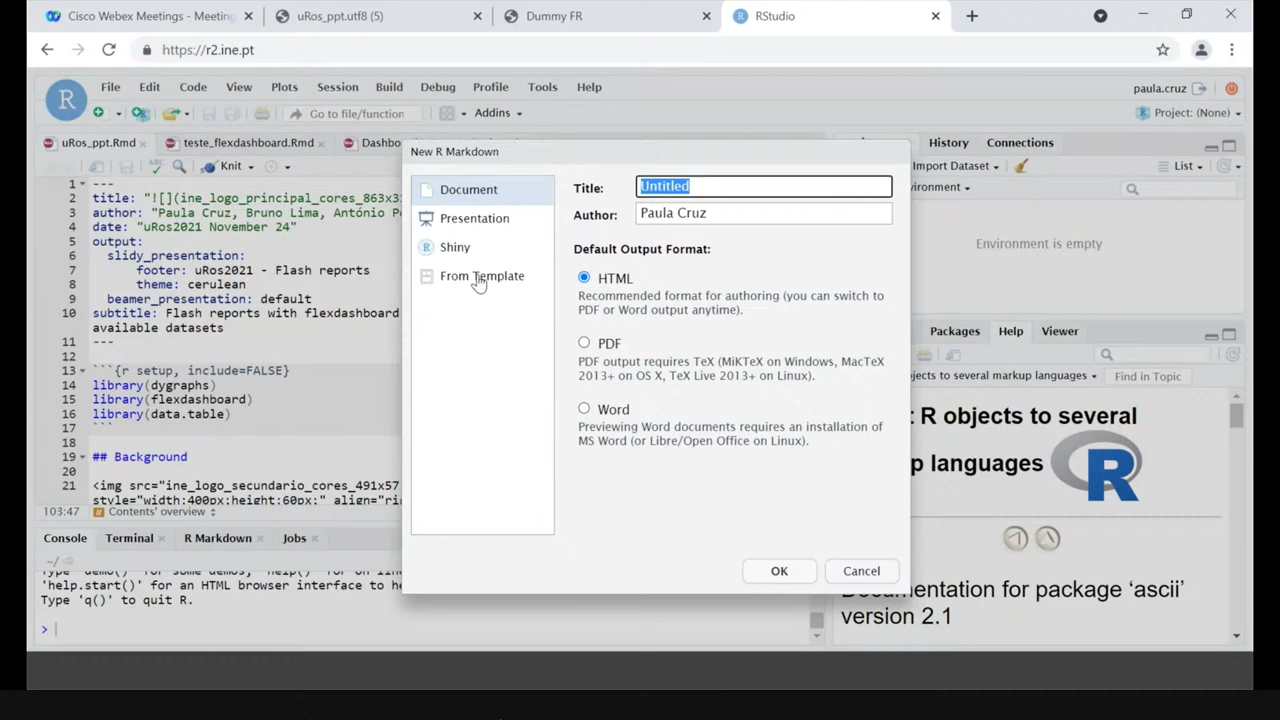 Cisco Webex Meetings - Meeting
uRos_ppt.utf8 (5)
Dummy FR
RStudio
https://r2.ine.pt
R
File Edit Code View Plots Session Build Debug Profile Tools Help
paula.cruz
Go to file/function
Addins
Project: (None)
uRos_ppt.Rmd
teste_flexdashboard.Rmd
Dashbo
History
Connections
Knit
Import Dataset
List
1 ---
2 title: "![](ine_logo_principal_cores_863x3
3 author: "Paula Cruz, Bruno Lima, António P
4 date: "uRos2021 November 24"
5 output:
6 slidy_presentation:
7 footer: uRos2021 - Flash reports
8 theme: cerulean
9 beamer_presentation: default
10 subtitle: Flash reports with flexdashboard
available datasets
11 ---
12
13 ```{r setup, include=FALSE}
14 library(dygraphs)
15 library(flexdashboard)
16 library(data.table)
17 ```
18
19 ## Background
20
21 <img src="ine_logo_secundario_cores_491x57
style="width:400px;height:60px;" align="ri
103:47 Contents' overview
Console
Terminal
R Markdown
Jobs
~/
'help.start()' for an HTML browser interface to he
Type 'q()' to quit R.
>
New R Markdown
Document
Presentation
Shiny
From Template
Title: Untitled
Author: Paula Cruz
Default Output Format:
HTML
Recommended format for authoring (you can switch to
PDF or Word output anytime).
PDF
PDF output requires TeX (MiKTeX on Windows, MacTeX
2013+ on OS X, TeX Live 2013+ on Linux).
Word
Previewing Word documents requires an installation of
MS Word (or Libre/Open Office on Linux).
OK
Cancel
vironment
Environment is empty
Packages
Help
Viewer
jects to several markup languages
Find in Topic
t R objects to several
p languages
R
Documentation for package ‘ascii’
version 2.1